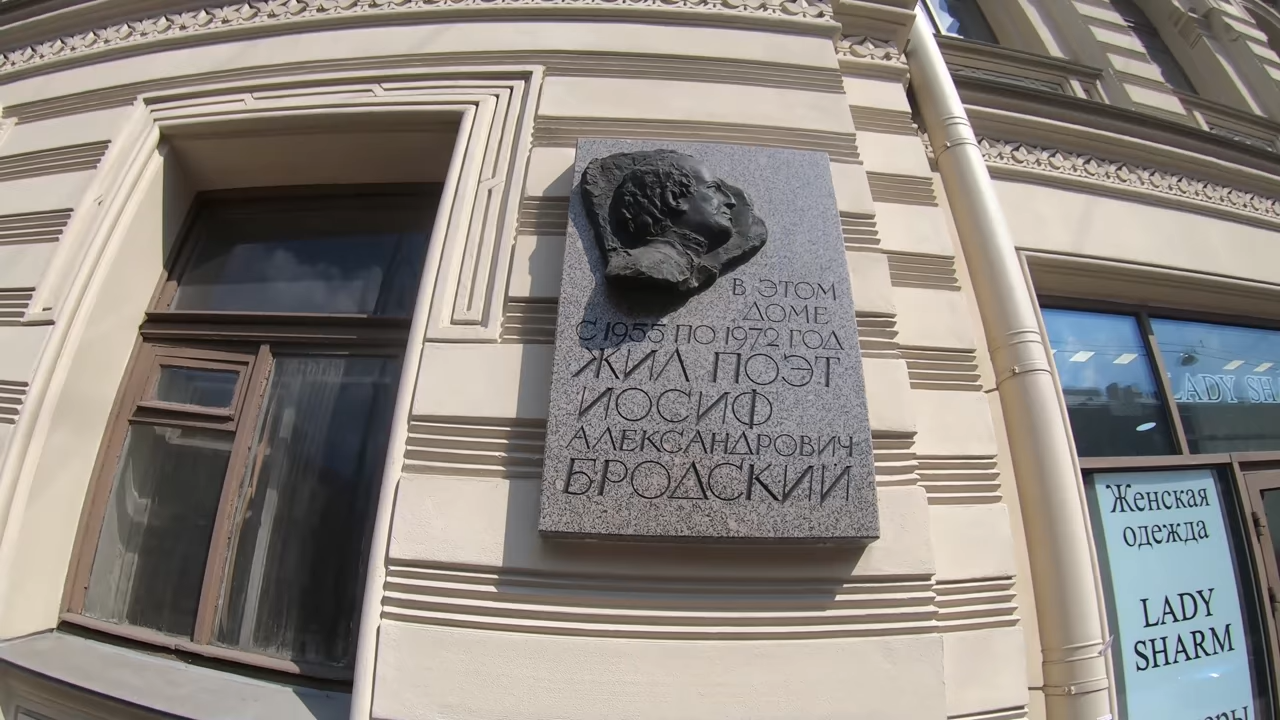 В ЭТОМ
ДОМЕ
С 1955 ПО 1972 ГОД
ЖИЛ ПОЭТ
ИОСИФ
АЛЕКСАНДРОВИЧ
БРОДСКИЙ
LADY SH
Женская
одежда
LADY
SHARM